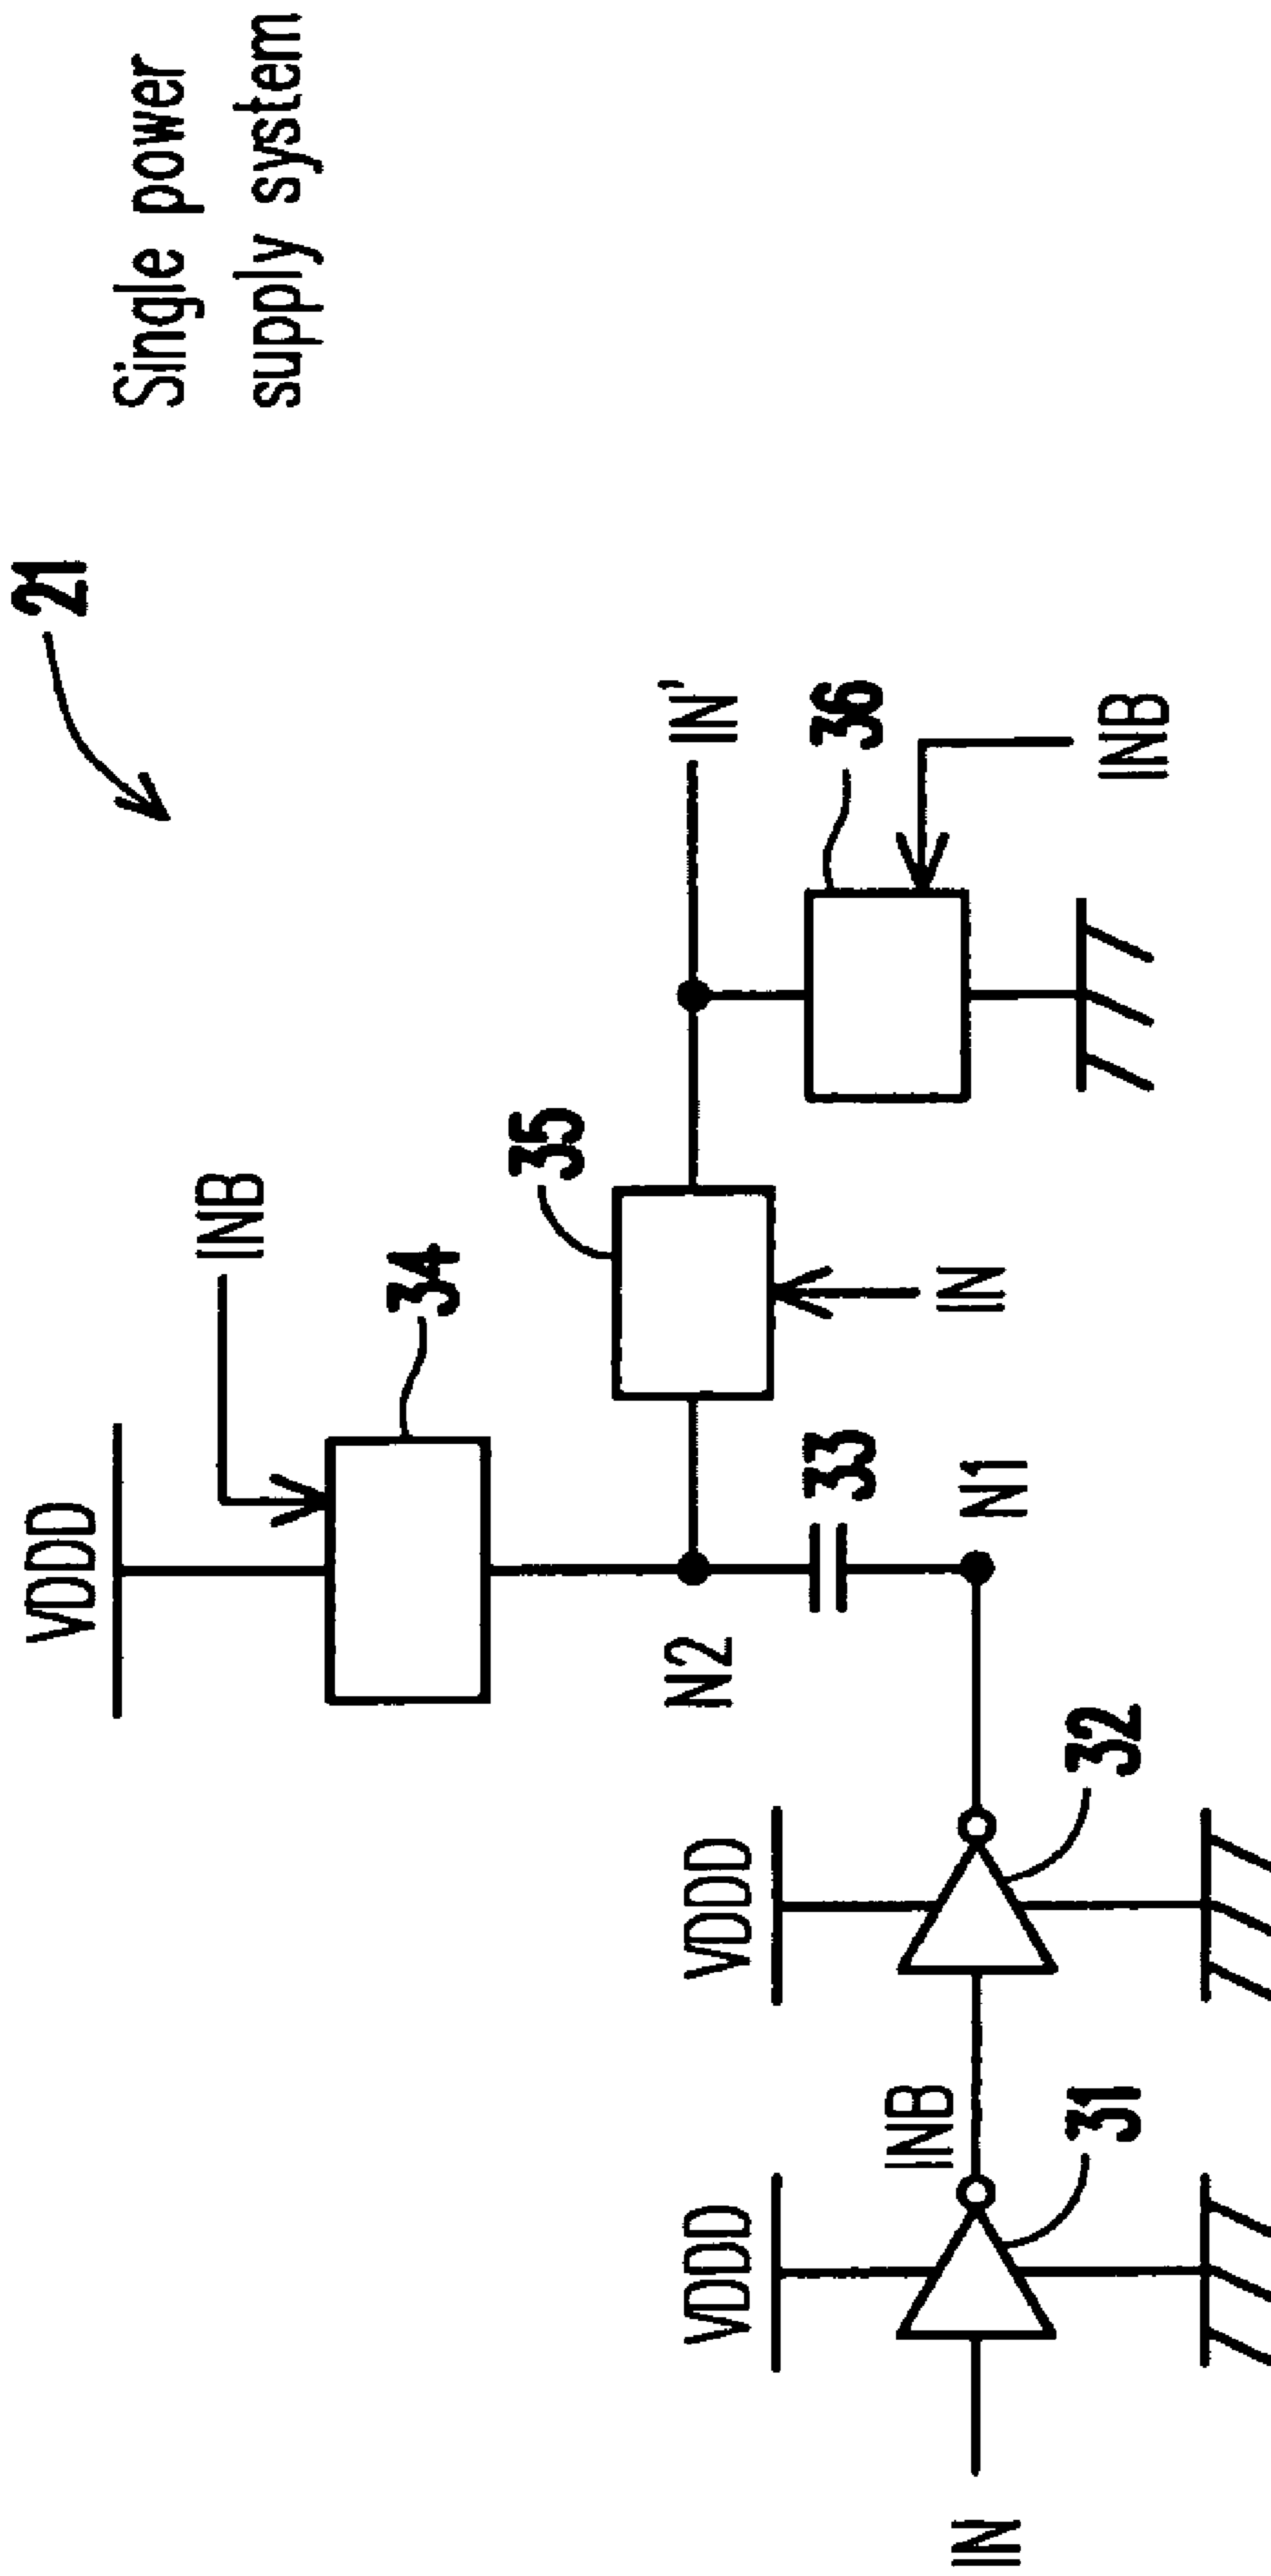 21
Single power
supply system
VDDD
INB
34
35
IN'
N2
33
IN
36
VDDD
VDDD
INB
N1
INB
IN
31
32